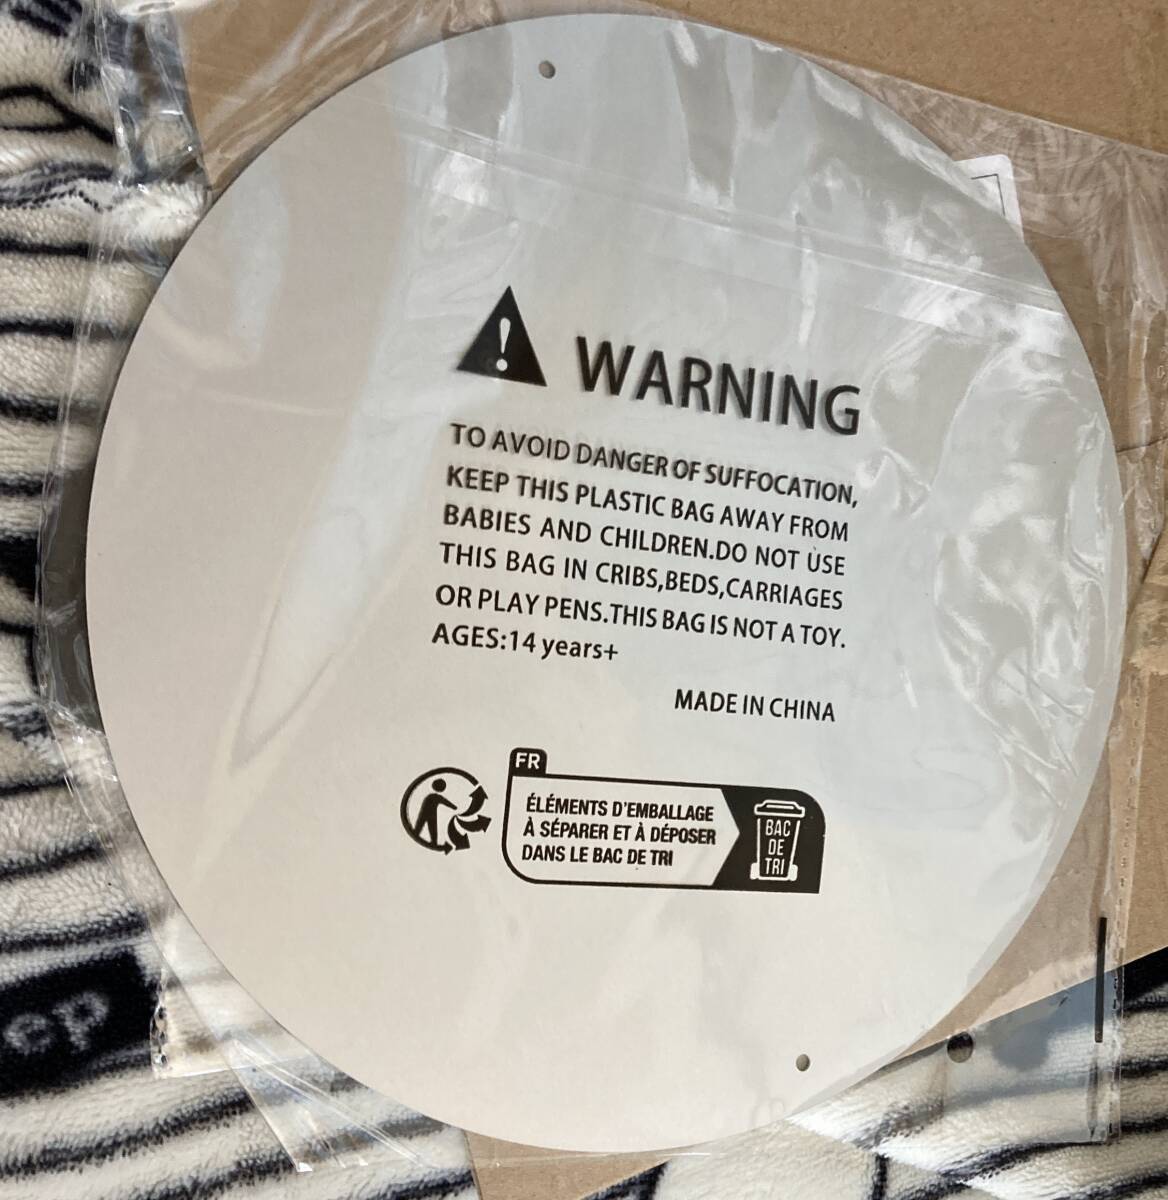 WARNING
TO AVOID DANGER OF SUFFOCATION,
KEEP THIS PLASTIC BAG AWAY FROM
BABIES AND CHILDREN.DO NOT USE
THIS BAG IN CRIBS,BEDS,CARRIAGES
OR PLAY PENS.THIS BAG IS NOT A TOY.
AGES:14 years+
MADE IN CHINA
FR
ÉLÉMENTS D'EMBALLAGE
À SÉPARER ET À DÉPOSER
DANS LE BAC DE TRI
BAC
DE
TRI
ep